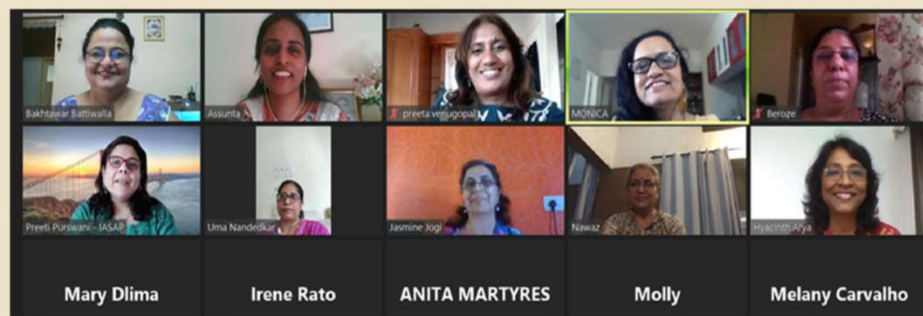 Bakhtawar Battiwalla
Assunta
preeta.venugopal
MONICA
Beroze
Preeti Purswani - IASAP
Uma Nandedkar
Jasmine Jogi
Nawaz
Hyacinth Arya
Mary Dlima
Irene Rato
ANITA MARTYRES
Molly
Melany Carvalho